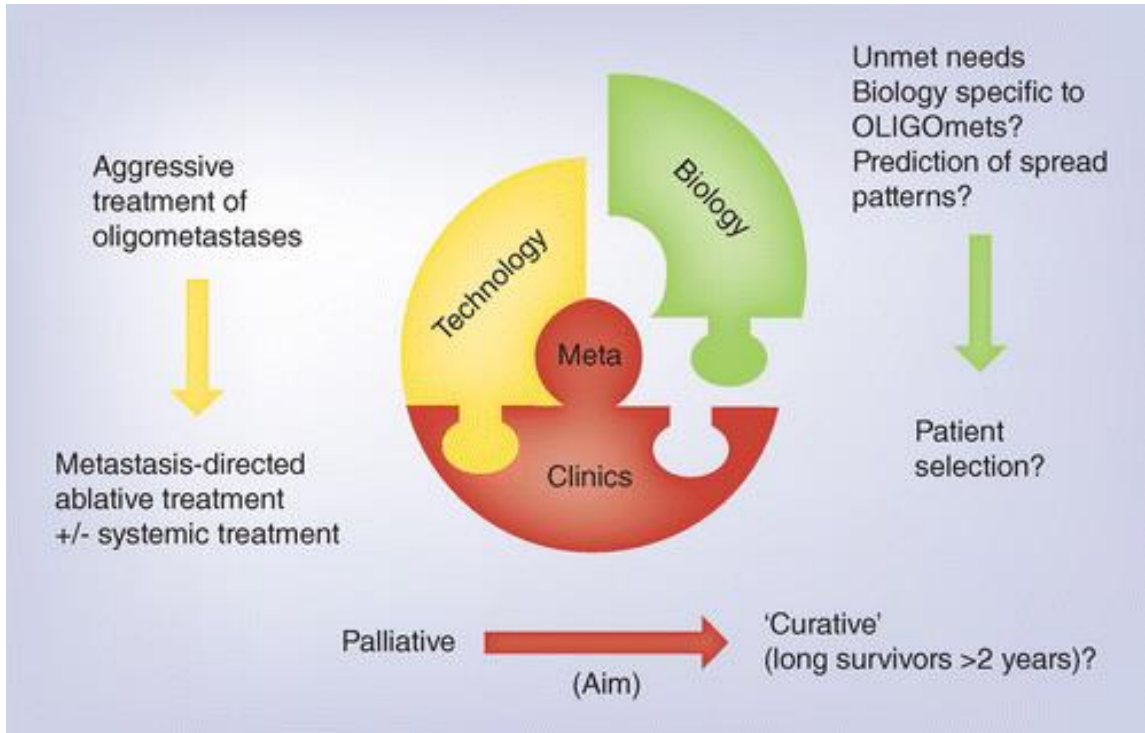 Aggressive
treatment of
oligometastases
Metastasis-directed
ablative treatment
+/- systemic treatment
Technology
Biology
Meta
Clinics
Unmet needs
Biology specific to
OLIGOmets?
Prediction of spread
patterns?
Patient
selection?
Palliative
(Aim)
‘Curative’
(long survivors >2 years)?